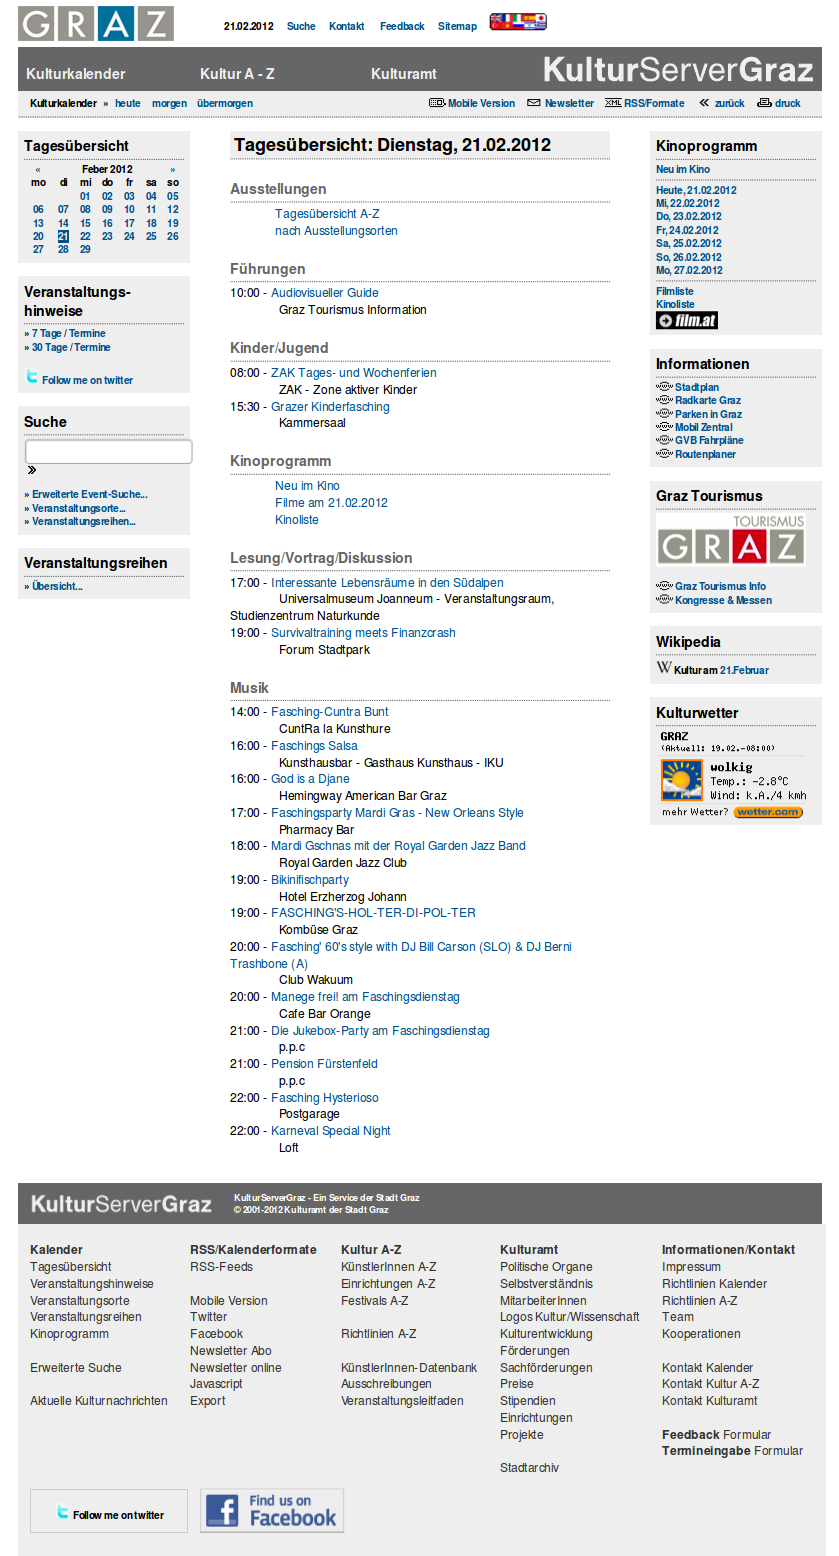 GRAZ
21.02.2012 Suche Kontakt Feedback Sitemap
Kulturkalender Kultur A - Z Kulturamt KulturServerGraz
Kulturkalender » heute morgen übermorgen Mobile Version Newsletter XML RSS/Formate zurück druck
Tagesübersicht
« Feber 2012 »
mo di mi do fr sa so
01 02 03 04 05
06 07 08 09 10 11 12
13 14 15 16 17 18 19
20 21 22 23 24 25 26
27 28 29
Veranstaltungs-
hinweise
» 7 Tage / Termine
» 30 Tage / Termine
Follow me on twitter
Suche
» Erweiterte Event-Suche...
» Veranstaltungsorte...
» Veranstaltungsreihen...
Veranstaltungsreihen
» Übersicht...
Tagesübersicht: Dienstag, 21.02.2012
Ausstellungen
Tagesübersicht A-Z
nach Ausstellungsorten
Führungen
10:00 - Audiovisueller Guide
Graz Tourismus Information
Kinder/Jugend
08:00 - ZAK Tages- und Wochenferien
ZAK - Zone aktiver Kinder
15:30 - Grazer Kinderfasching
Kammersaal
Kinoprogramm
Neu im Kino
Filme am 21.02.2012
Kinoliste
Lesung/Vortrag/Diskussion
17:00 - Interessante Lebensräume in den Südalpen
Universalmuseum Joanneum - Veranstaltungsraum,
Studienzentrum Naturkunde
19:00 - Survivaltraining meets Finanzcrash
Forum Stadtpark
Musik
14:00 - Fasching-Cuntra Bunt
CuntRa la Kunsthure
16:00 - Faschings Salsa
Kunsthausbar - Gasthaus Kunsthaus - IKU
16:00 - God is a Djane
Hemingway American Bar Graz
17:00 - Faschingsparty Mardi Gras - New Orleans Style
Pharmacy Bar
18:00 - Mardi Gschnas mit der Royal Garden Jazz Band
Royal Garden Jazz Club
19:00 - Bikinifischparty
Hotel Erzherzog Johann
19:00 - FASCHING'S-HOL-TER-DI-POL-TER
Kombüse Graz
20:00 - Fasching' 60's style with DJ Bill Carson (SLO) & DJ Berni
Trashbone (A)
Club Wakuum
20:00 - Manege frei! am Faschingsdienstag
Cafe Bar Orange
21:00 - Die Jukebox-Party am Faschingsdienstag
p.p.c
21:00 - Pension Fürstenfeld
p.p.c
22:00 - Fasching Hysterioso
Postgarage
22:00 - Karneval Special Night
Loft
Kinoprogramm
Neu im Kino
Heute, 21.02.2012
Mi, 22.02.2012
Do, 23.02.2012
Fr, 24.02.2012
Sa, 25.02.2012
So, 26.02.2012
Mo, 27.02.2012
Filmliste
Kinoliste
film.at
Informationen
Stadtplan
Radkarte Graz
Parken in Graz
Mobil Zentral
GVB Fahrpläne
Routenplaner
Graz Tourismus
TOURISMUS
GRAZ
Graz Tourismus Info
Kongresse & Messen
Wikipedia
W Kultur am 21.Februar
Kulturwetter
GRAZ
(Aktuell: 19.02.-08:00)
wolkig
Temp.: -2.8°C
Wind: k.A./4 kmh
mehr Wetter? wetter.com
KulturServerGraz
KulturServerGraz - Ein Service der Stadt Graz
© 2001-2012 Kulturamt der Stadt Graz
Kalender
Tagesübersicht
Veranstaltungshinweise
Veranstaltungsorte
Veranstaltungsreihen
Kinoprogramm
Erweiterte Suche
Aktuelle Kulturnachrichten
RSS/Kalenderformate
RSS-Feeds
Mobile Version
Twitter
Facebook
Newsletter Abo
Newsletter online
Javascript
Export
Kultur A-Z
KünstlerInnen A-Z
Einrichtungen A-Z
Festivals A-Z
Richtlinien A-Z
KünstlerInnen-Datenbank
Ausschreibungen
Veranstaltungsleitfaden
Kulturamt
Politische Organe
Selbstverständnis
MitarbeiterInnen
Logos Kultur/Wissenschaft
Kulturentwicklung
Förderungen
Sachförderungen
Preise
Stipendien
Einrichtungen
Projekte
Stadtarchiv
Informationen/Kontakt
Impressum
Richtlinien Kalender
Richtlinien A-Z
Team
Kooperationen
Kontakt Kalender
Kontakt Kultur A-Z
Kontakt Kulturamt
Feedback Formular
Termineingabe Formular
Follow me on twitter
Find us on
Facebook